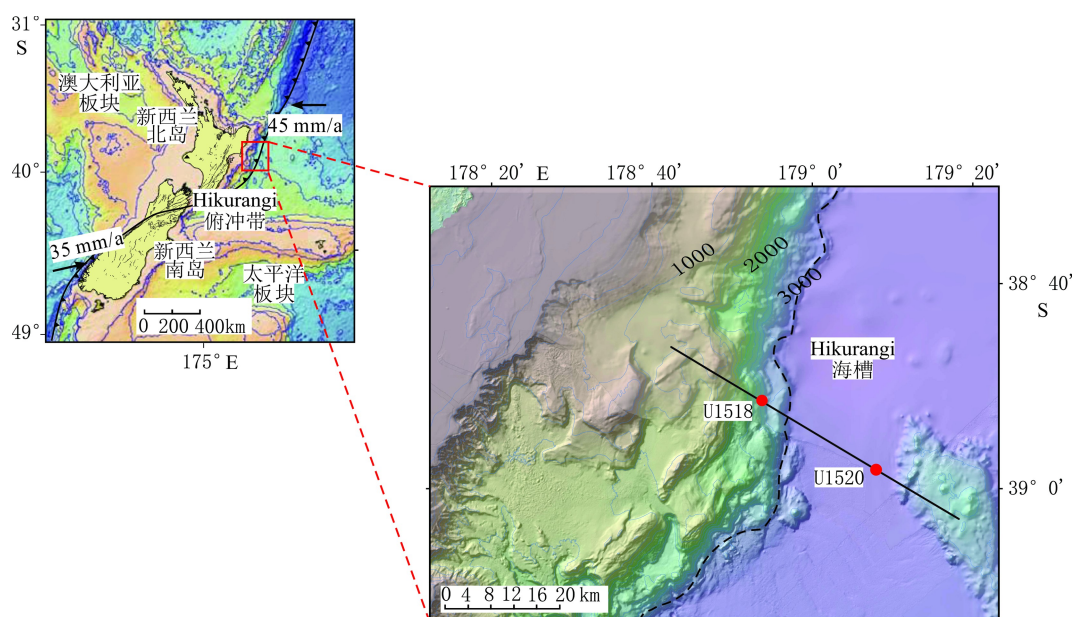 31°
S
澳大利亚
板块
新西兰
北岛
45 mm/a
40°
Hikurangi
俯冲带
35 mm/a
新西兰
南岛
太平洋
板块
0 200 400km
49°
175° E
178° 20′ E
178° 40′
179° 0′
179° 20′
1000
2000
3000
38° 40′
S
Hikurangi
海槽
U1518
U1520
39° 0′
0 4 8 12 16 20 km